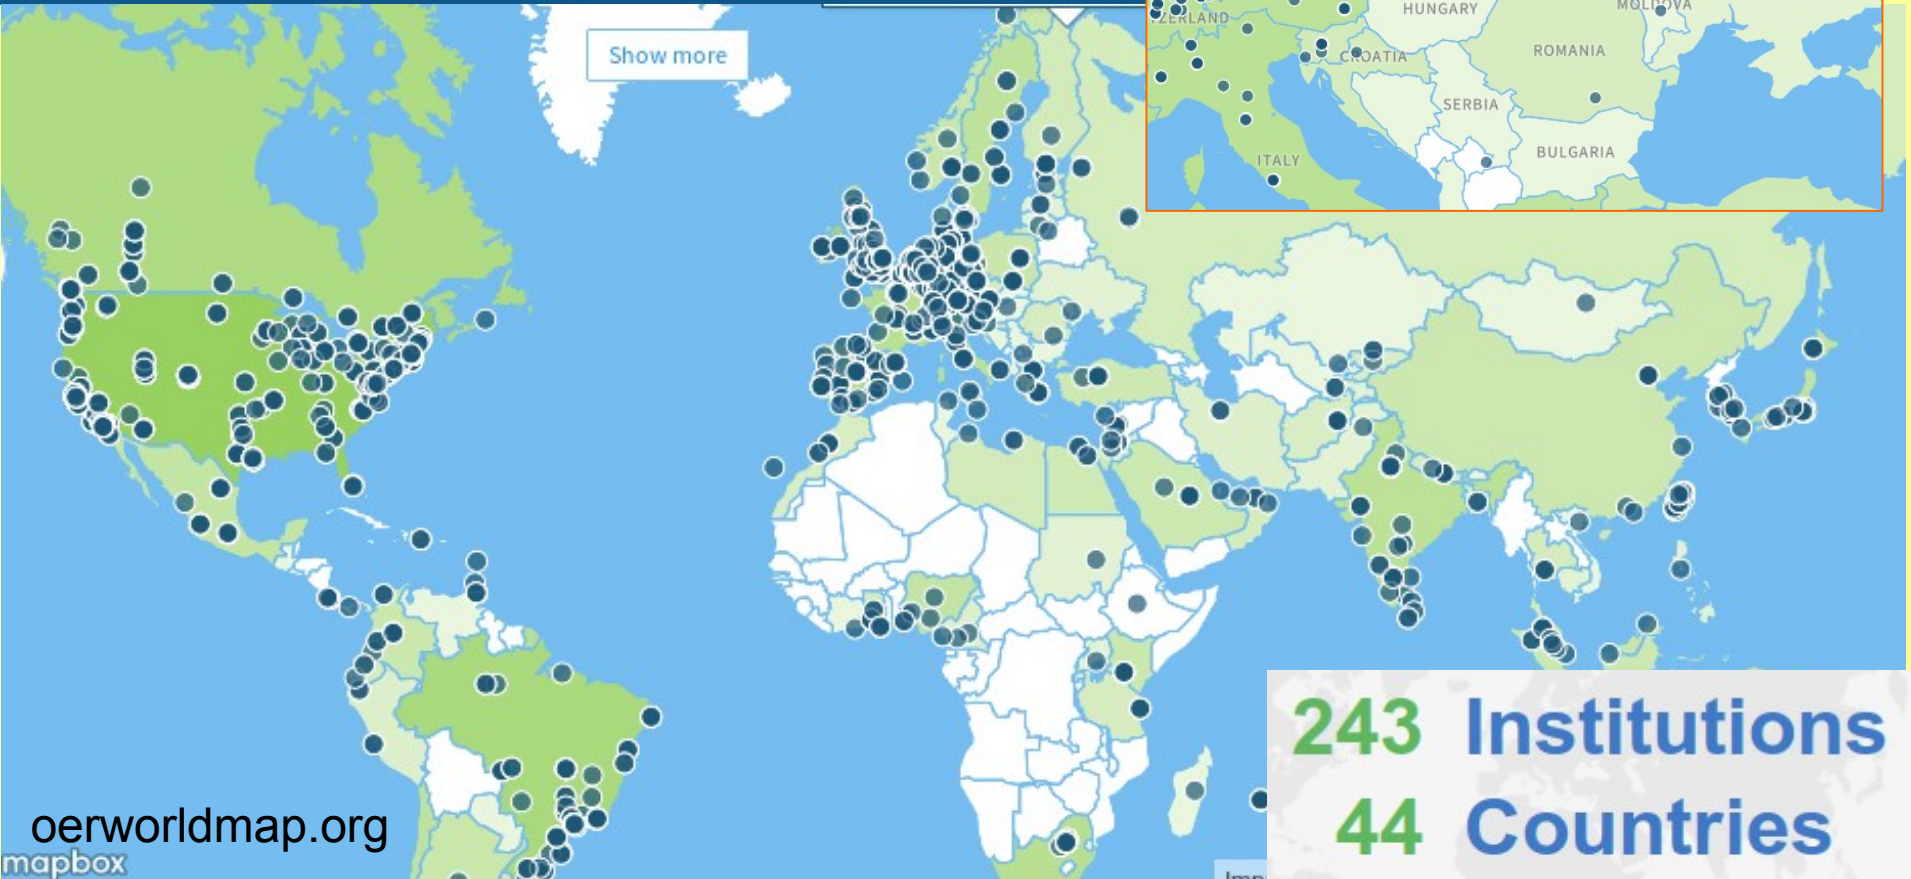 Show more
HUNGARY
MOLDOVA
ROMANIA
CROATIA
SERBIA
BULGARIA
ITALY
243 Institutions
44 Countries
oerworldmap.org
mapbox